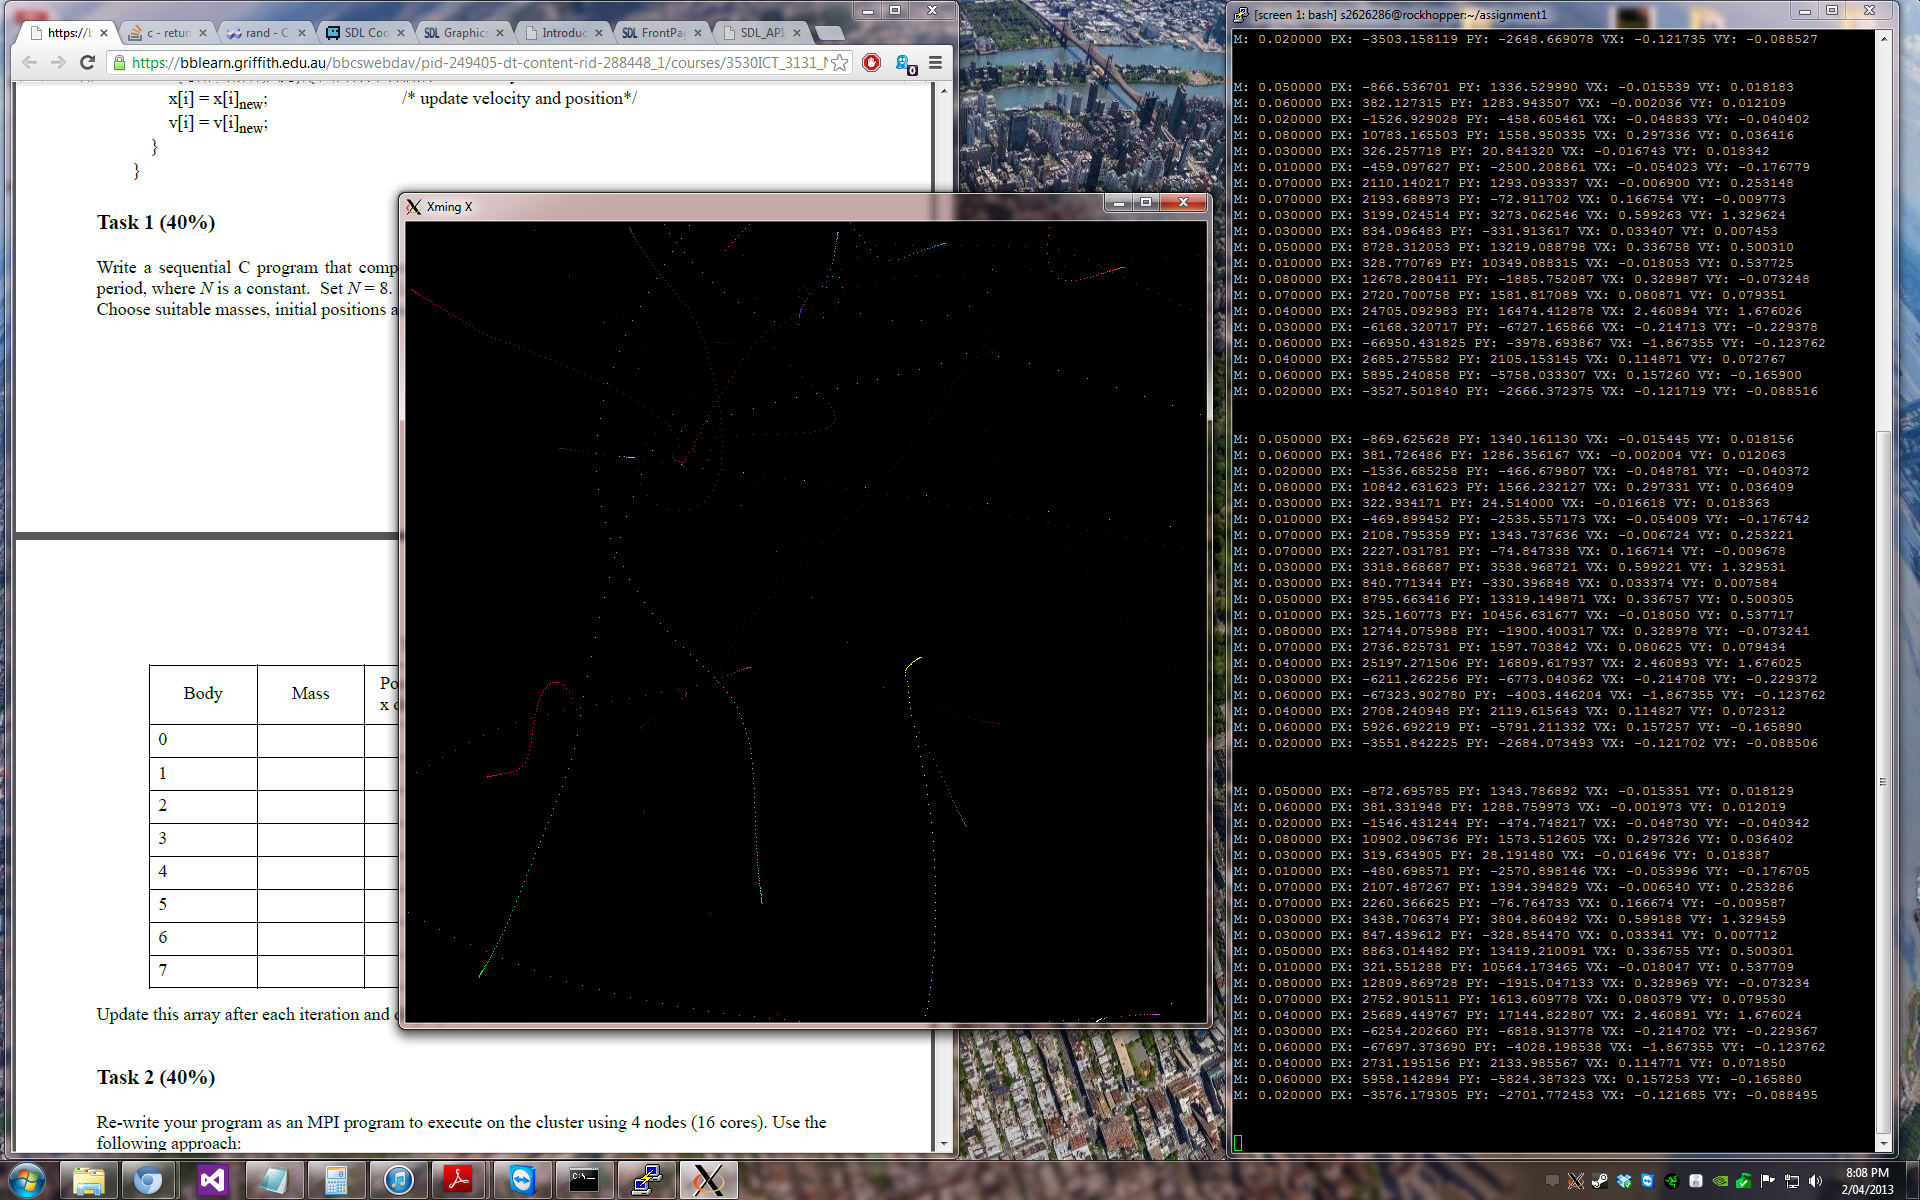 https://b
c - retur
rand - C
SDL Coo
SDL Graphics
Introduc
SDL FrontPa
SDL_API
https://bblearn.griffith.edu.au/bbcswebdav/pid-249405-dt-content-rid-288448_1/courses/3530ICT_3131_N
x[i] = x[i]new; /* update velocity and position*/
v[i] = v[i]new;
}
}
Task 1 (40%)
Write a sequential C program that comp
period, where N is a constant. Set N = 8.
Choose suitable masses, initial positions a
Body Mass Po
x c
0
1
2
3
4
5
6
7
Update this array after each iteration and
Task 2 (40%)
Re-write your program as an MPI program to execute on the cluster using 4 nodes (16 cores). Use the
following approach:
Xming X
[screen 1: bash] s2626286@rockhopper:~/assignment1
M: 0.020000 PX: -3503.158119 PY: -2648.669078 VX: -0.121735 VY: -0.088527
M: 0.050000 PX: -866.536701 PY: 1336.529990 VX: -0.015539 VY: 0.018183
M: 0.060000 PX: 382.127315 PY: 1283.943507 VX: -0.002036 VY: 0.012109
M: 0.020000 PX: -1526.929028 PY: -458.605461 VX: -0.048833 VY: -0.040402
M: 0.080000 PX: 10783.165503 PY: 1558.950335 VX: 0.297336 VY: 0.036416
M: 0.030000 PX: 326.257718 PY: 20.841320 VX: -0.016743 VY: 0.018342
M: 0.010000 PX: -459.097627 PY: -2500.208861 VX: -0.054023 VY: -0.176779
M: 0.070000 PX: 2110.140217 PY: 1293.093337 VX: -0.006900 VY: 0.253148
M: 0.070000 PX: 2193.688973 PY: -72.911702 VX: 0.166754 VY: -0.009773
M: 0.030000 PX: 3199.024514 PY: 3273.062546 VX: 0.599263 VY: 1.329624
M: 0.030000 PX: 834.096483 PY: -331.913617 VX: 0.033407 VY: 0.007453
M: 0.050000 PX: 8728.312053 PY: 13219.088798 VX: 0.336758 VY: 0.500310
M: 0.010000 PX: 328.770769 PY: 10349.088315 VX: -0.018053 VY: 0.537725
M: 0.080000 PX: 12678.280411 PY: -1885.752087 VX: 0.328987 VY: -0.073248
M: 0.070000 PX: 2720.700758 PY: 1581.817089 VX: 0.080871 VY: 0.079351
M: 0.040000 PX: 24705.092983 PY: 16474.412878 VX: 2.460894 VY: 1.676026
M: 0.030000 PX: -6168.320717 PY: -6727.165866 VX: -0.214713 VY: -0.229378
M: 0.060000 PX: -66950.431825 PY: -3978.693867 VX: -1.867355 VY: -0.123762
M: 0.040000 PX: 2685.275582 PY: 2105.153145 VX: 0.114871 VY: 0.072767
M: 0.060000 PX: 5895.240858 PY: -5758.033307 VX: 0.157260 VY: -0.165900
M: 0.020000 PX: -3527.501840 PY: -2666.372375 VX: -0.121719 VY: -0.088516
M: 0.050000 PX: -869.625628 PY: 1340.161130 VX: -0.015445 VY: 0.018156
M: 0.060000 PX: 381.726486 PY: 1286.356167 VX: -0.002004 VY: 0.012063
M: 0.020000 PX: -1536.685258 PY: -466.679807 VX: -0.048781 VY: -0.040372
M: 0.080000 PX: 10842.631623 PY: 1566.232127 VX: 0.297331 VY: 0.036409
M: 0.030000 PX: 322.934171 PY: 24.514000 VX: -0.016618 VY: 0.018363
M: 0.010000 PX: -469.899452 PY: -2535.557173 VX: -0.054009 VY: -0.176742
M: 0.070000 PX: 2108.795359 PY: 1343.737636 VX: -0.006724 VY: 0.253221
M: 0.070000 PX: 2227.031781 PY: -74.847338 VX: 0.166714 VY: -0.009678
M: 0.030000 PX: 3318.868687 PY: 3538.968721 VX: 0.599221 VY: 1.329531
M: 0.030000 PX: 840.771344 PY: -330.396848 VX: 0.033374 VY: 0.007584
M: 0.050000 PX: 8795.663416 PY: 13319.149871 VX: 0.336757 VY: 0.500305
M: 0.010000 PX: 325.160773 PY: 10456.631677 VX: -0.018050 VY: 0.537717
M: 0.080000 PX: 12744.075988 PY: -1900.400317 VX: 0.328978 VY: -0.073241
M: 0.070000 PX: 2736.825731 PY: 1597.703842 VX: 0.080625 VY: 0.079434
M: 0.040000 PX: 25197.271506 PY: 16809.617937 VX: 2.460893 VY: 1.676025
M: 0.030000 PX: -6211.262256 PY: -6773.040362 VX: -0.214708 VY: -0.229372
M: 0.060000 PX: -67323.902780 PY: -4003.446204 VX: -1.867355 VY: -0.123762
M: 0.040000 PX: 2708.240948 PY: 2119.615643 VX: 0.114827 VY: 0.072312
M: 0.060000 PX: 5926.692219 PY: -5791.211332 VX: 0.157257 VY: -0.165890
M: 0.020000 PX: -3551.842225 PY: -2684.073493 VX: -0.121702 VY: -0.088506
M: 0.050000 PX: -872.695785 PY: 1343.786892 VX: -0.015351 VY: 0.018129
M: 0.060000 PX: 381.331948 PY: 1288.759973 VX: -0.001973 VY: 0.012019
M: 0.020000 PX: -1546.431244 PY: -474.748217 VX: -0.048730 VY: -0.040342
M: 0.080000 PX: 10902.096736 PY: 1573.512605 VX: 0.297326 VY: 0.036402
M: 0.030000 PX: 319.634905 PY: 28.191480 VX: -0.016496 VY: 0.018387
M: 0.010000 PX: -480.698571 PY: -2570.898146 VX: -0.053996 VY: -0.176705
M: 0.070000 PX: 2107.487267 PY: 1394.394829 VX: -0.006540 VY: 0.253286
M: 0.070000 PX: 2260.366625 PY: -76.764733 VX: 0.166674 VY: -0.009587
M: 0.030000 PX: 3438.706374 PY: 3804.860492 VX: 0.599188 VY: 1.329459
M: 0.030000 PX: 847.439612 PY: -328.854470 VX: 0.033341 VY: 0.007712
M: 0.050000 PX: 8863.014482 PY: 13419.210091 VX: 0.336755 VY: 0.500301
M: 0.010000 PX: 321.551288 PY: 10564.173465 VX: -0.018047 VY: 0.537709
M: 0.080000 PX: 12809.869728 PY: -1915.047133 VX: 0.328969 VY: -0.073234
M: 0.070000 PX: 2752.901511 PY: 1613.609778 VX: 0.080379 VY: 0.079530
M: 0.040000 PX: 25689.449767 PY: 17144.822807 VX: 2.460891 VY: 1.676024
M: 0.030000 PX: -6254.202660 PY: -6818.913778 VX: -0.214702 VY: -0.229367
M: 0.060000 PX: -67697.373690 PY: -4028.198538 VX: -1.867355 VY: -0.123762
M: 0.040000 PX: 2731.195156 PY: 2133.985567 VX: 0.114771 VY: 0.071850
M: 0.060000 PX: 5958.142894 PY: -5824.387323 VX: 0.157253 VY: -0.165880
M: 0.020000 PX: -3576.179305 PY: -2701.772453 VX: -0.121685 VY: -0.088495
8:08 PM
2/04/2013